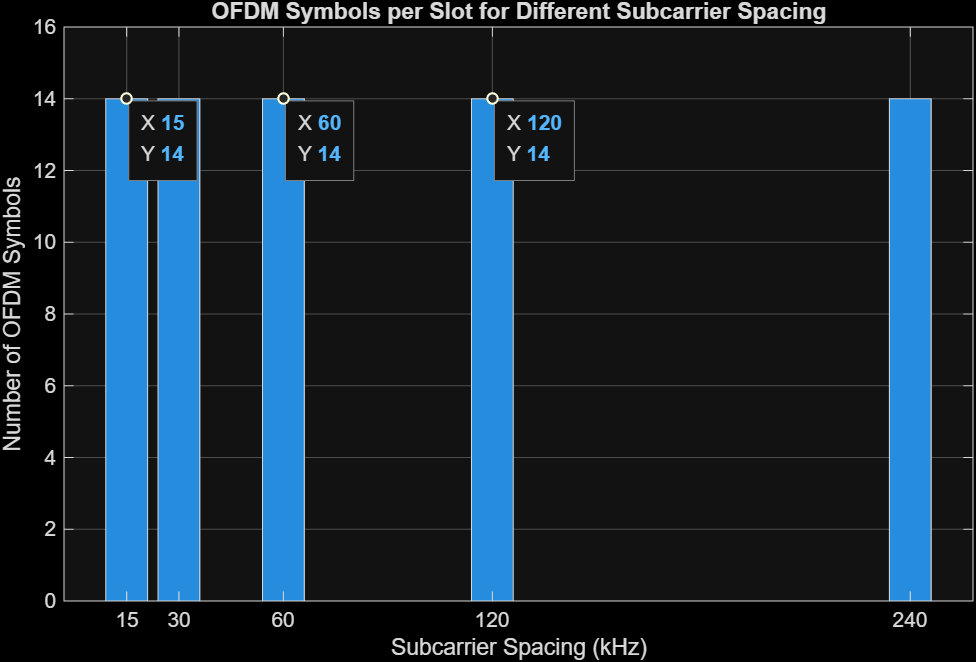 OFDM Symbols per Slot for Different Subcarrier Spacing
16
14
12
10
8
6
4
2
0
Number of OFDM Symbols
X 15
Y 14
X 60
Y 14
X 120
Y 14
15 30 60 120 240
Subcarrier Spacing (kHz)